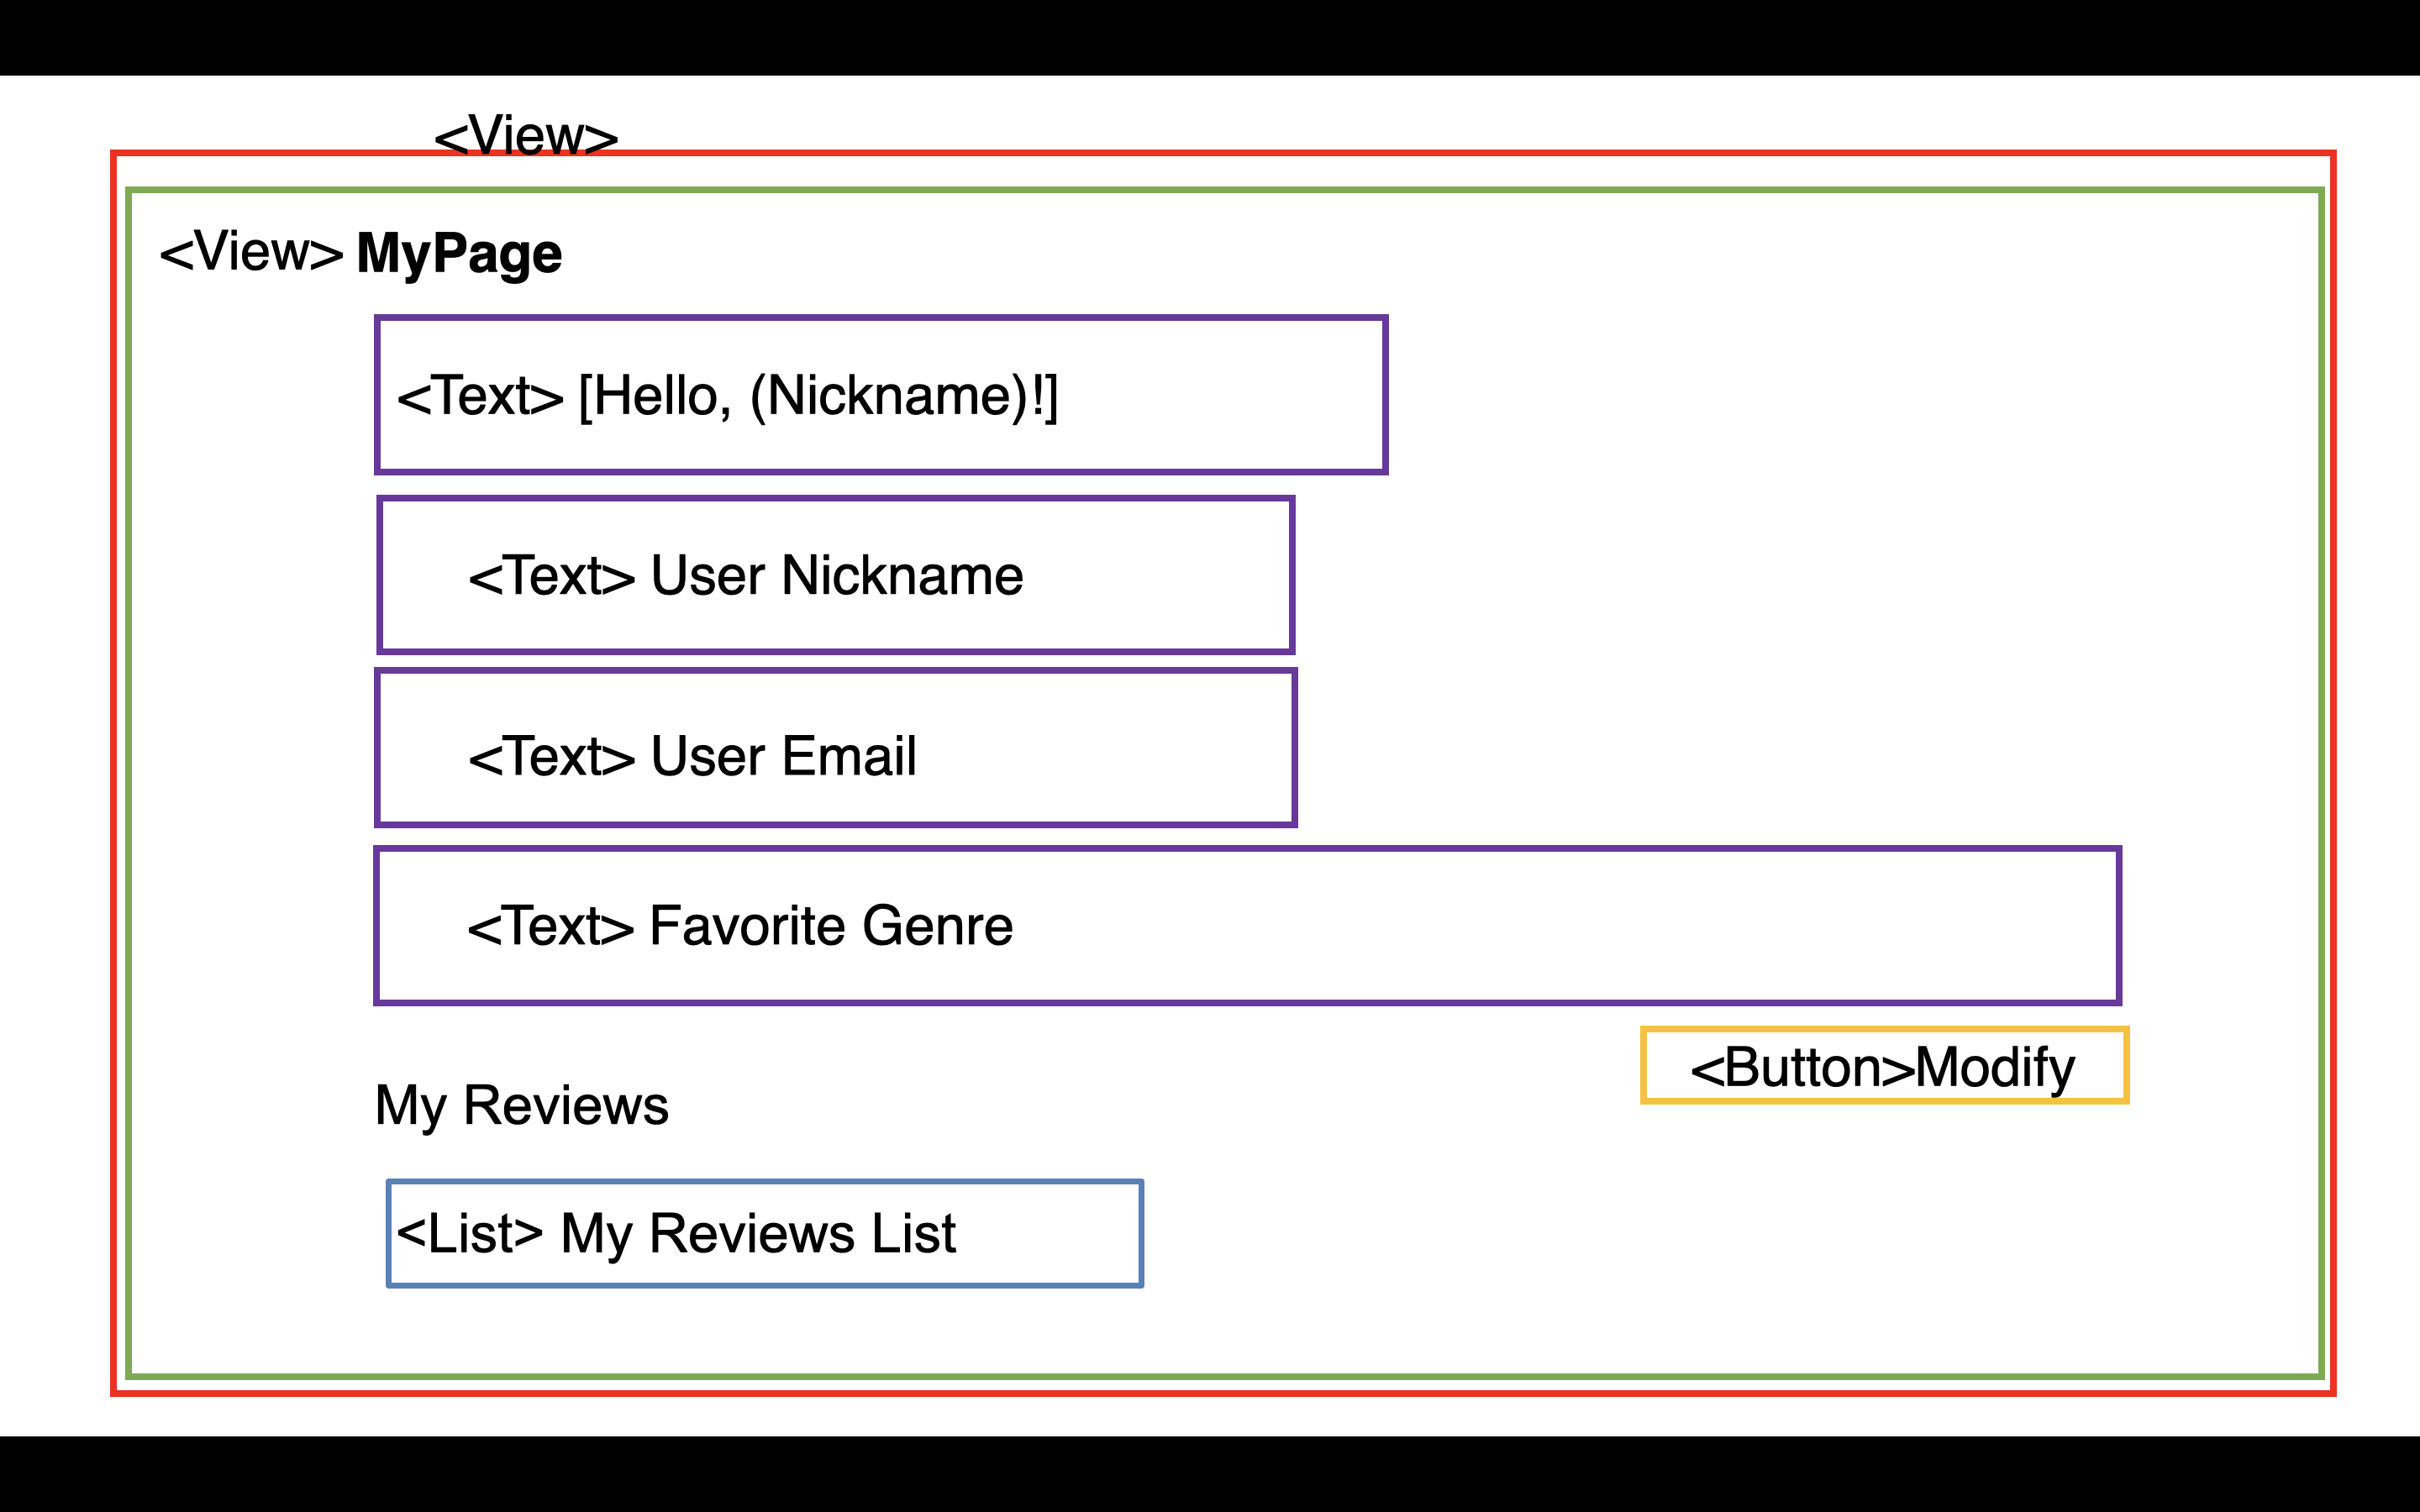 <View>
<View> MyPage
<Text> [Hello, (Nickname)!]
<Text> User Nickname
<Text> User Email
<Text> Favorite Genre
<Button>Modify
My Reviews
<List> My Reviews List